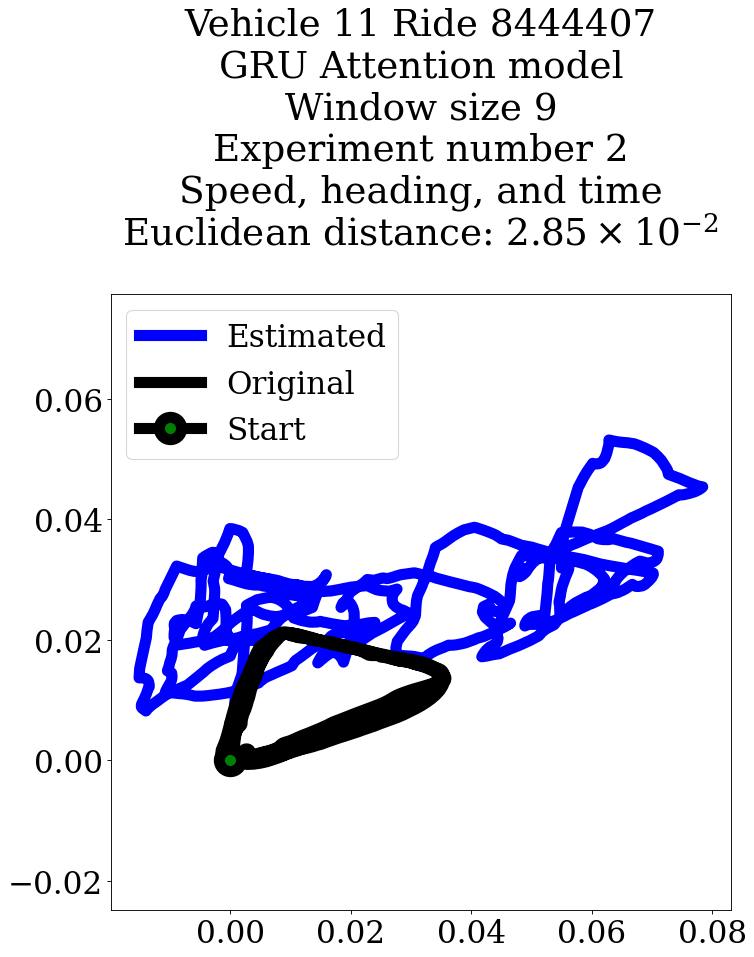 Vehicle 11 Ride 8444407
GRU Attention model
Window size 9
Experiment number 2
Speed, heading, and time
Euclidean distance: 2.85 × 10⁻²
Estimated
Original
Start
0.06
0.04
0.02
0.00
−0.02
0.00 0.02 0.04 0.06 0.08